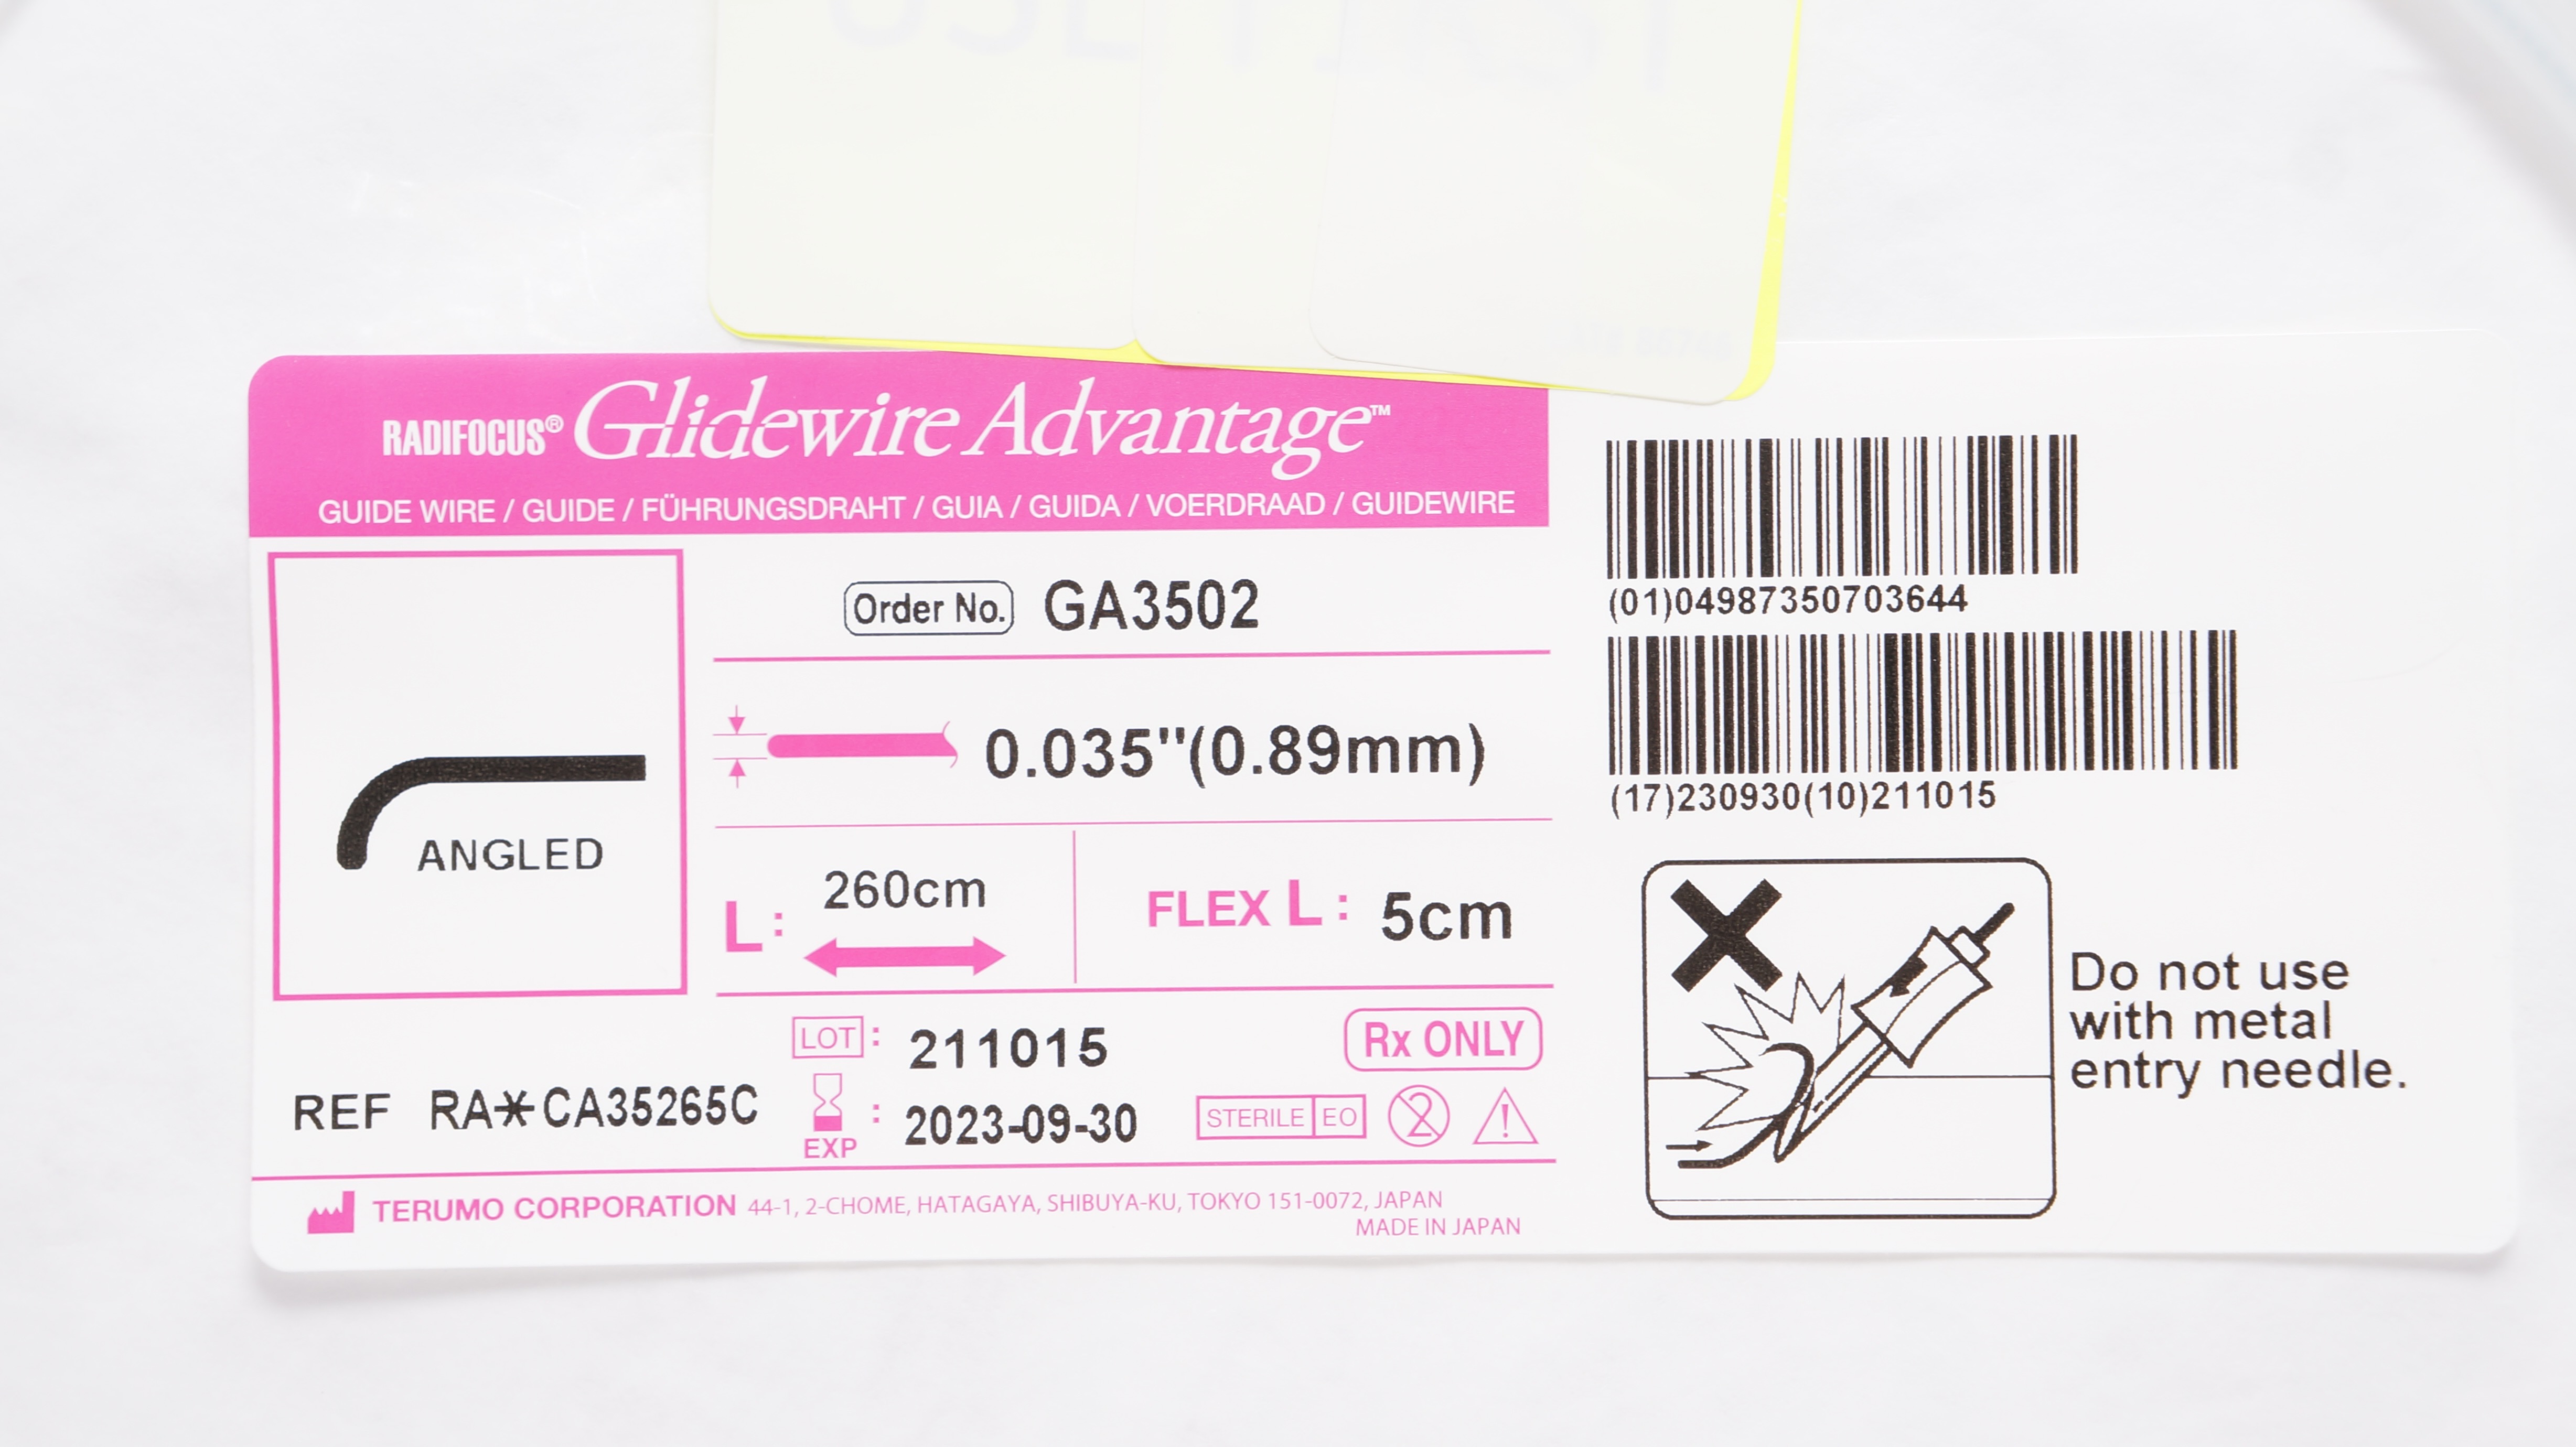 RADIFOCUS® Glidewire Advantage™
GUIDE WIRE / GUIDE / FÜHRUNGSDRAHT / GUIA / GUIDA / VOERDRAAD / GUIDEWIRE
Order No. GA3502
0.035"(0.89mm)
ANGLED
L: 260cm
FLEX L: 5cm
LOT: 211015
Rx ONLY
REF RA*CA35265C
EXP: 2023-09-30
STERILE EO 2 !
TERUMO CORPORATION 44-1, 2-CHOME, HATAGAYA, SHIBUYA-KU, TOKYO 151-0072, JAPAN
MADE IN JAPAN
(01)04987350703644
(17)230930(10)211015
Do not use
with metal
entry needle.